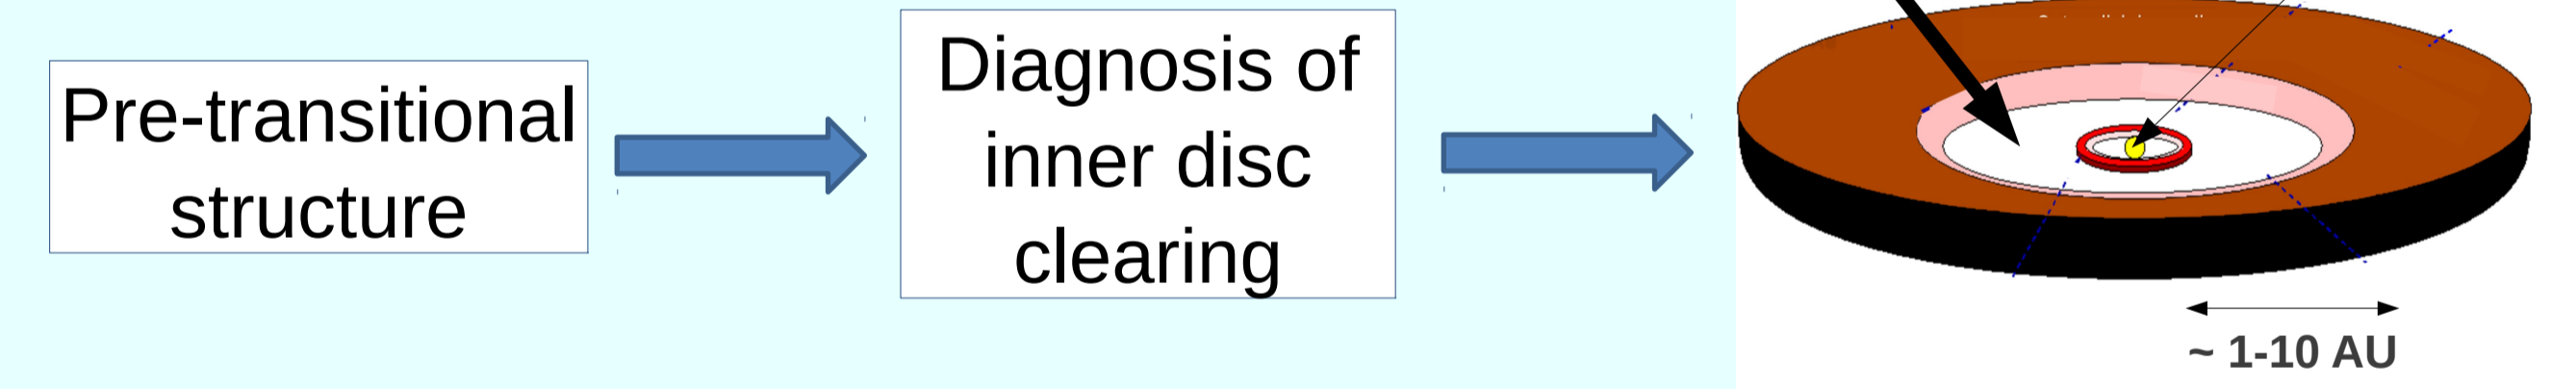 Pre-transitional
structure
Diagnosis of
inner disc
clearing
~ 1-10 AU